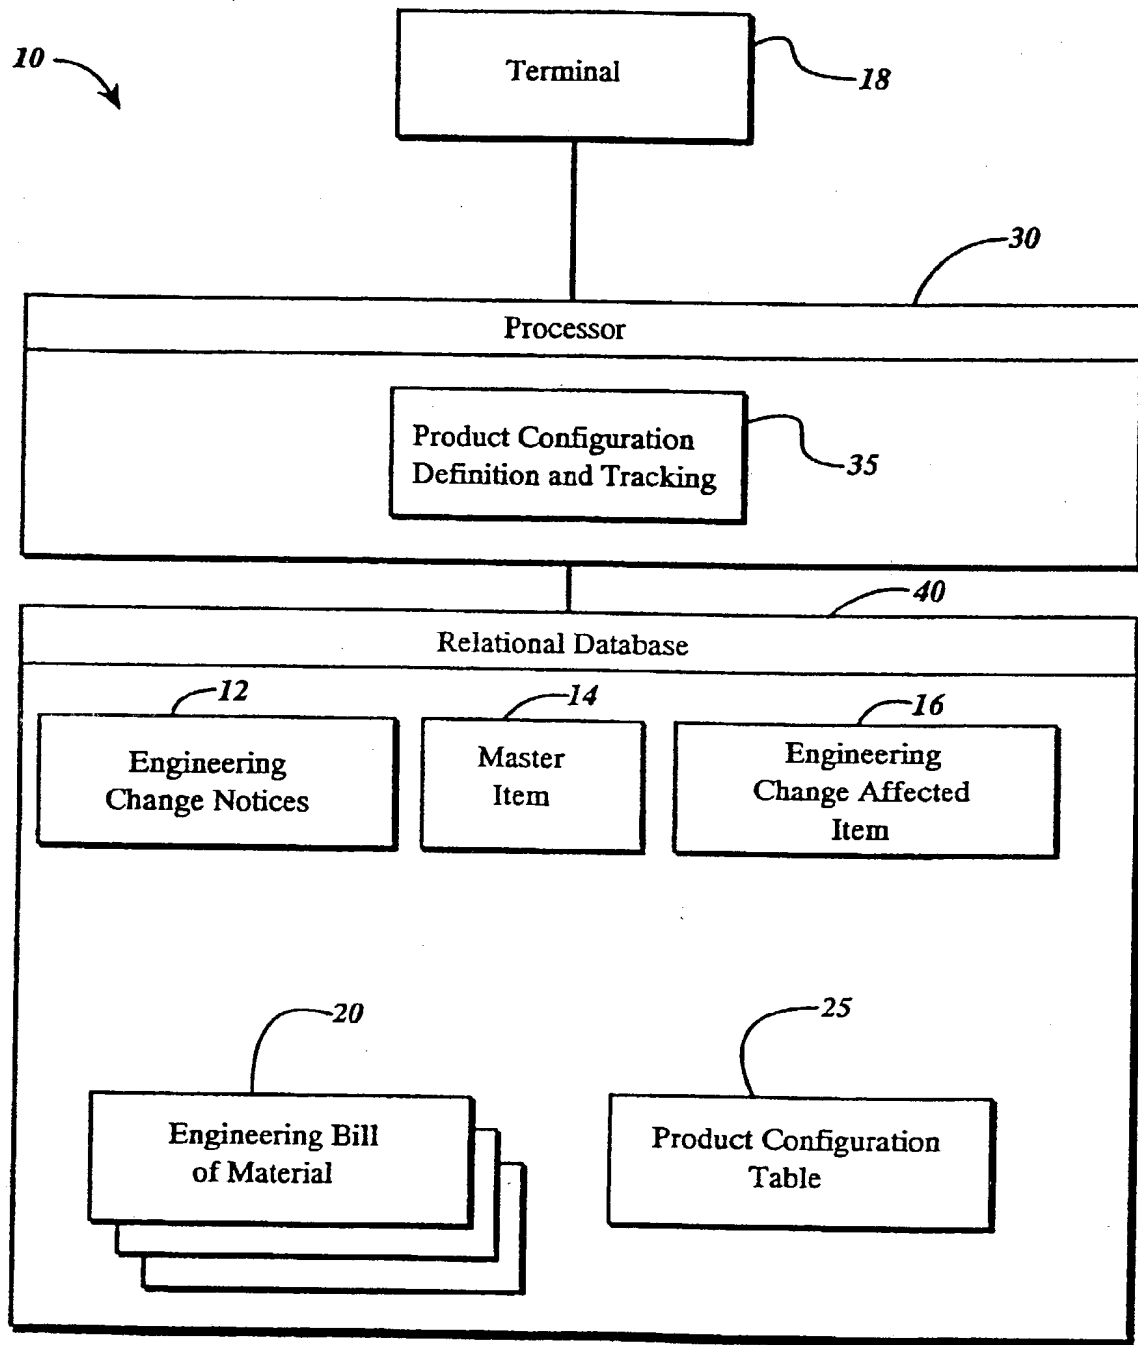 10
Terminal
18
30
Processor
Product Configuration
Definition and Tracking
35
40
Relational Database
12
14
16
Engineering
Change Notices
Master
Item
Engineering
Change Affected
Item
20
25
Engineering Bill
of Material
Product Configuration
Table